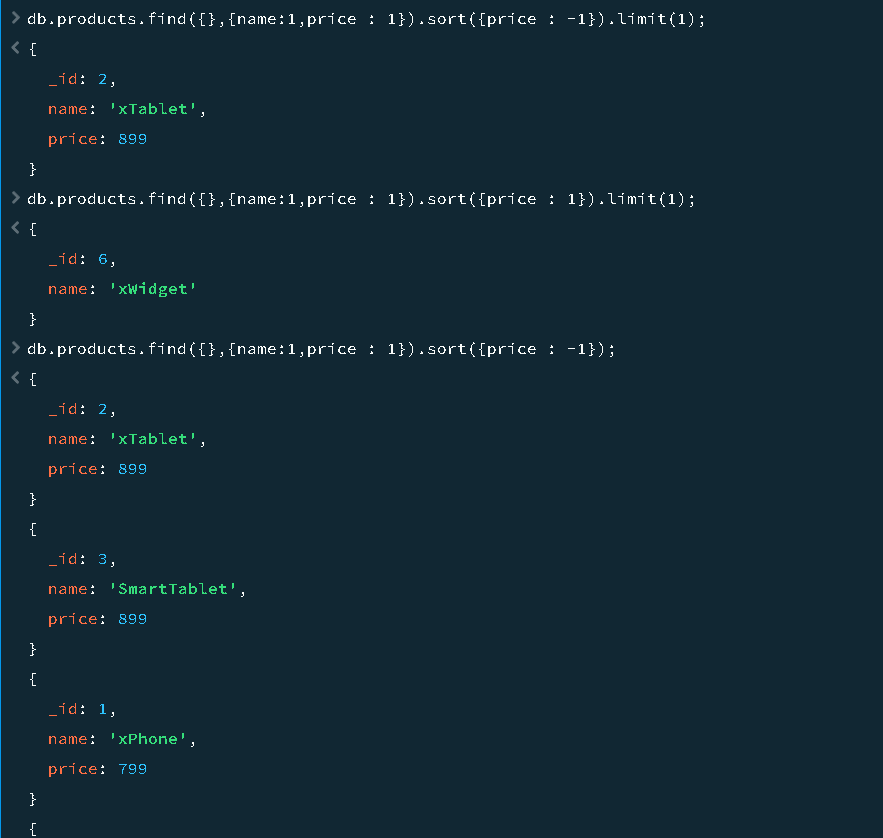 > db.products.find({},{name:1,price : 1}).sort({price : -1}).limit(1);
< {
_id: 2,
name: 'xTablet',
price: 899
}
> db.products.find({},{name:1,price : 1}).sort({price : 1}).limit(1);
< {
_id: 6,
name: 'xWidget'
}
> db.products.find({},{name:1,price : 1}).sort({price : -1});
< {
_id: 2,
name: 'xTablet',
price: 899
}
{
_id: 3,
name: 'SmartTablet',
price: 899
}
{
_id: 1,
name: 'xPhone',
price: 799
}
{